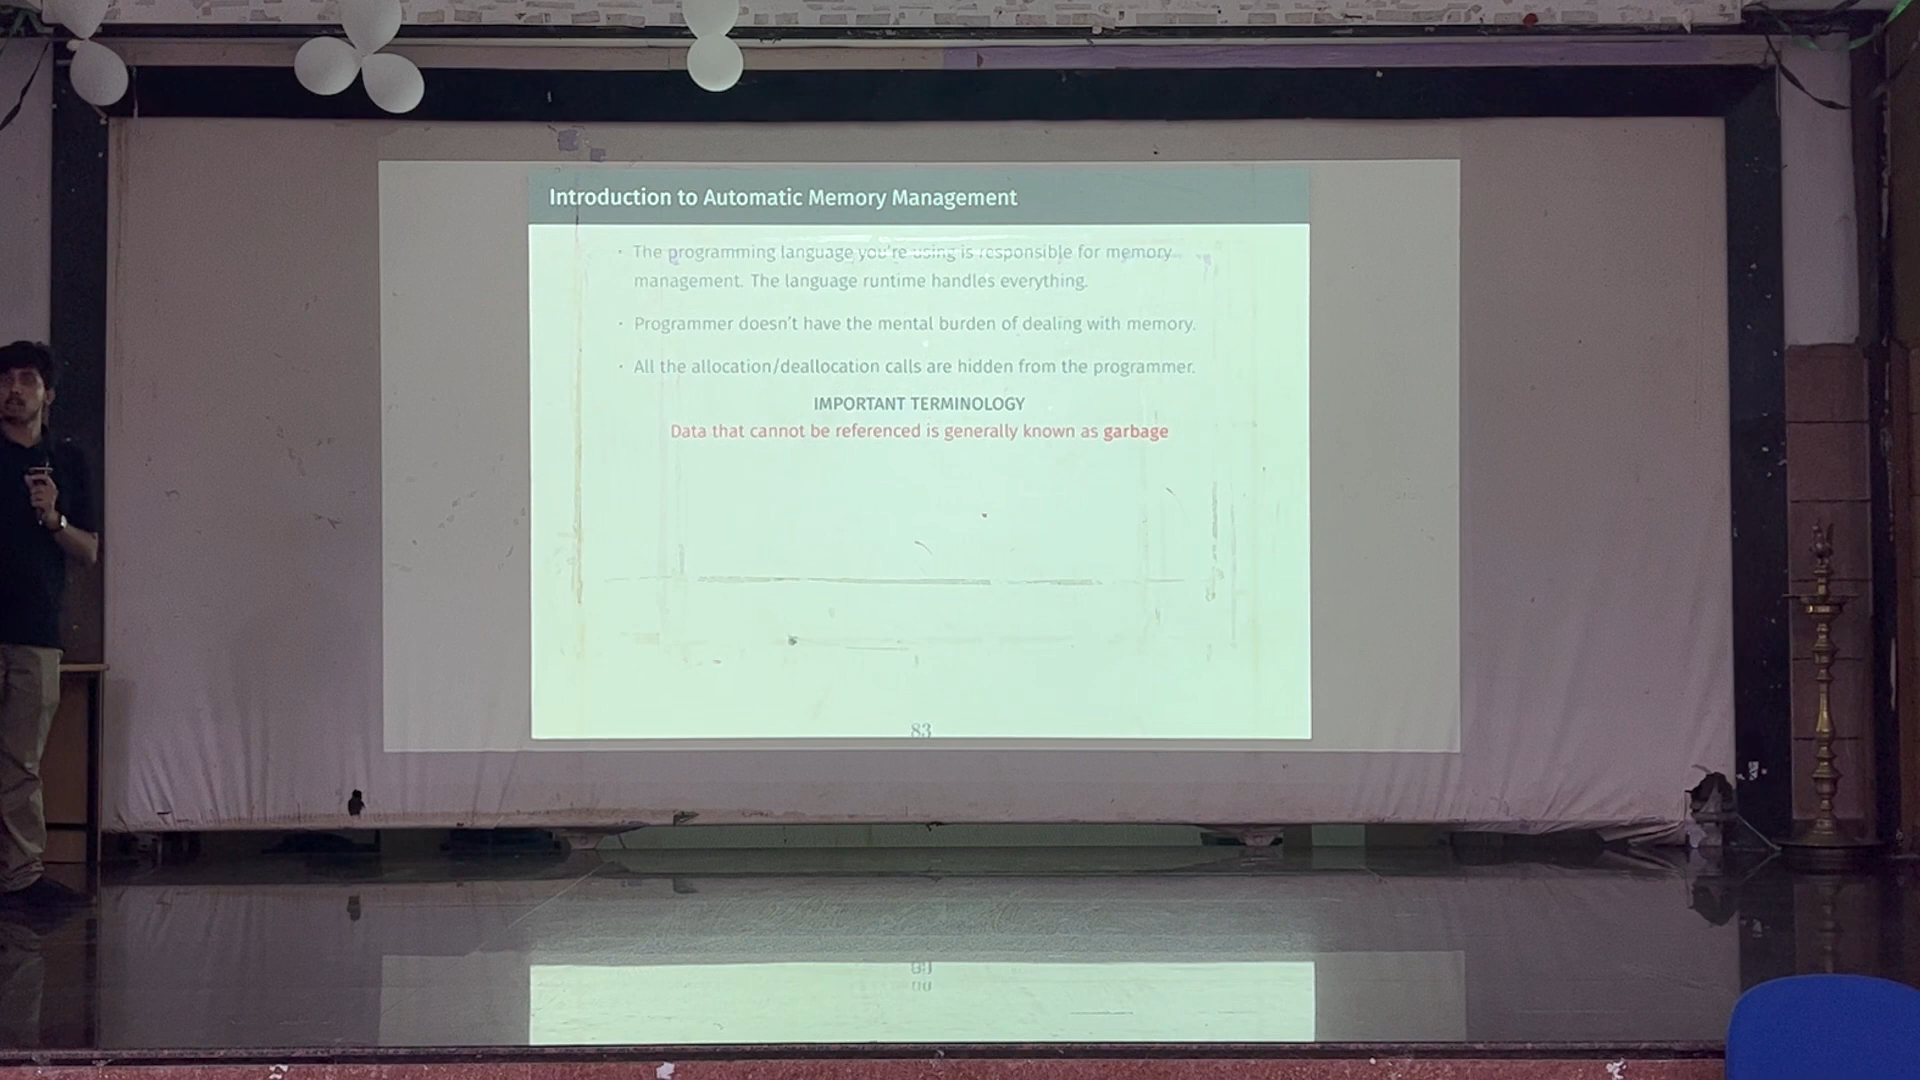 Introduction to Automatic Memory Management
· The programming language you're using is responsible for memory
management. The language runtime handles everything.
· Programmer doesn't have the mental burden of dealing with memory.
· All the allocation/deallocation calls are hidden from the programmer.
IMPORTANT TERMINOLOGY
Data that cannot be referenced is generally known as garbage
83